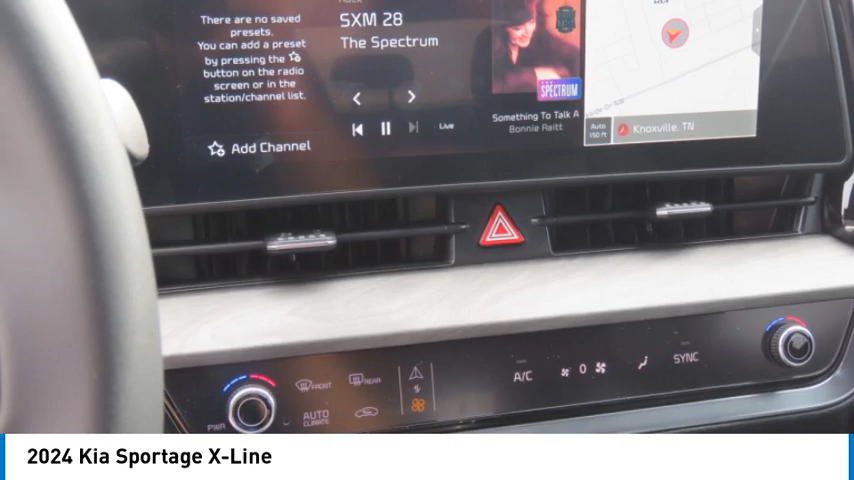 There are no saved
presets.
You can add a preset
by pressing the
button on the radio
screen or in the
station/channel list.
Add Channel
SXM 28
The Spectrum
Live
SPECTRUM
Something To Talk A
Bonnie Raitt
Auto
150 ft
Knoxville, TN
PWR
FRONT
REAR
AUTO
CLIMATE
A/C
0
SYNC
2024 Kia Sportage X-Line